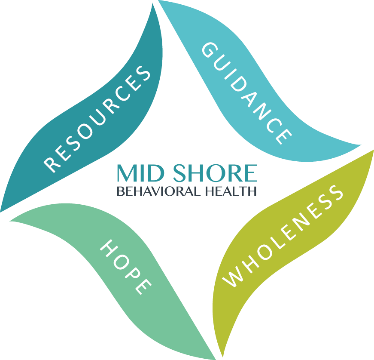 RESOURCES
GUIDANCE
MID SHORE
BEHAVIORAL HEALTH
HOPE
WHOLENESS